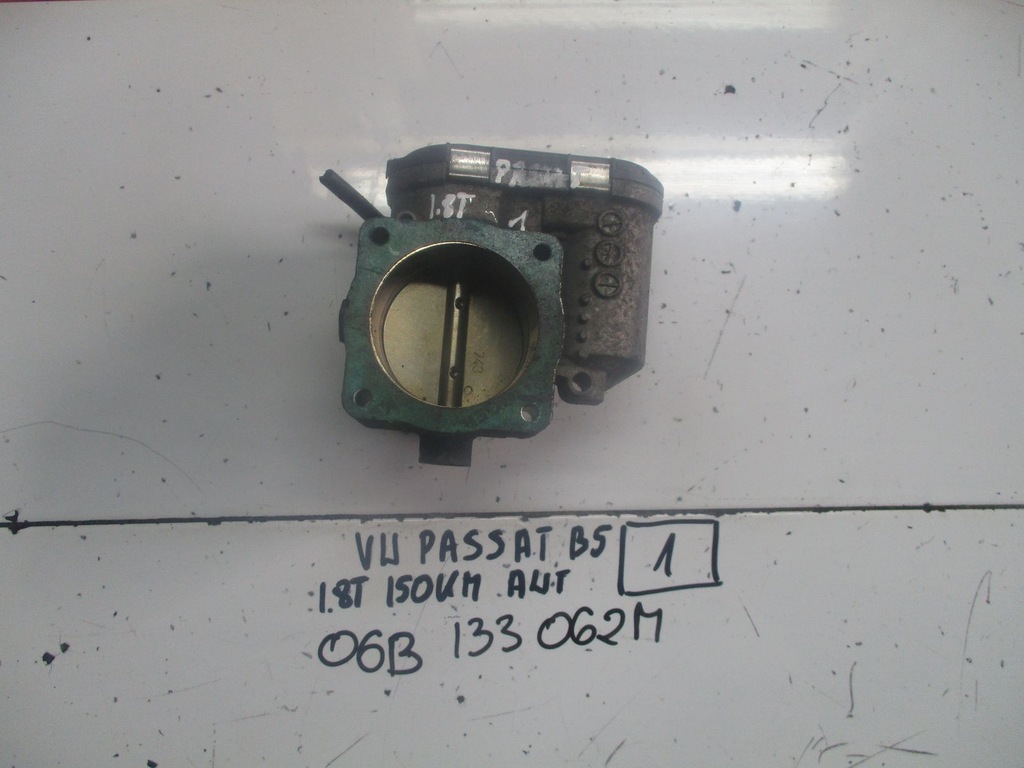 1.8T 1
VW PASSAT B5 1
1.8T 150KM AWT
06B 133 062M